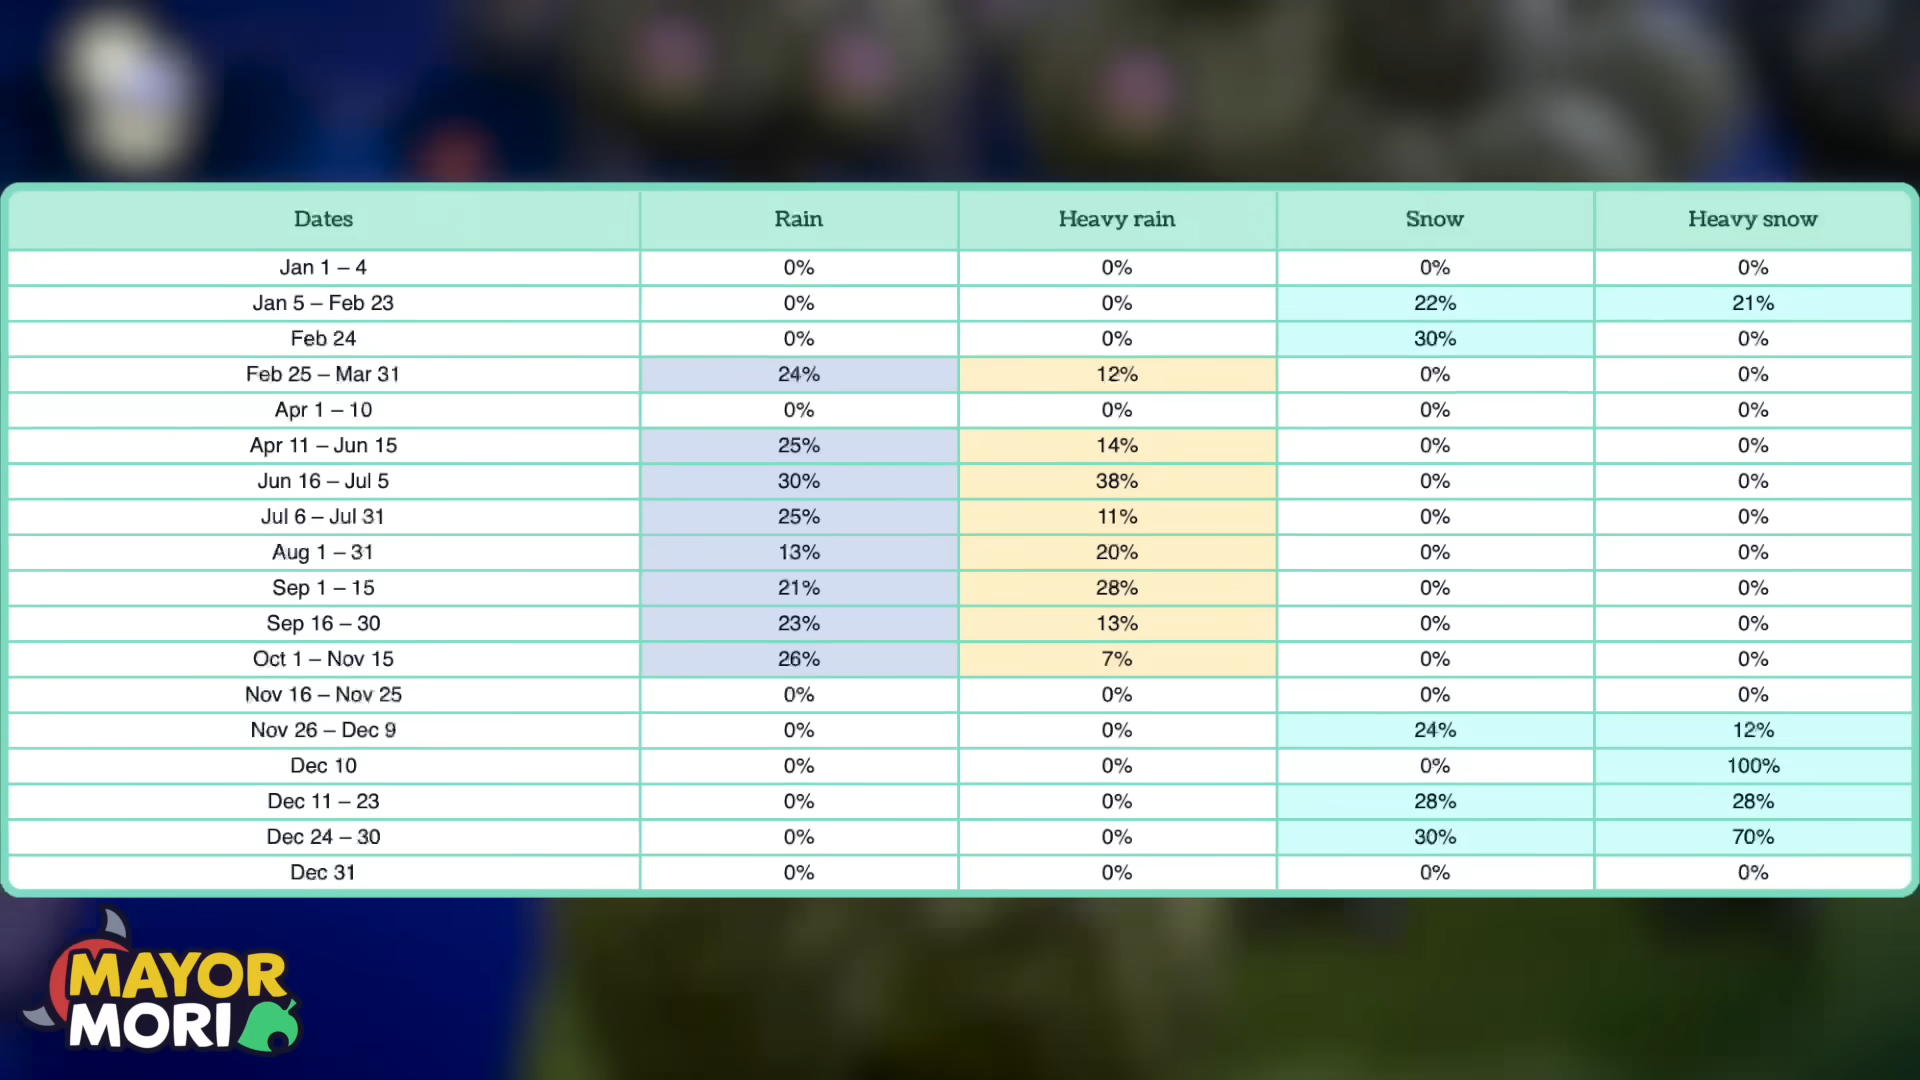 Dates Rain Heavy rain Snow Heavy snow
Jan 1 – 4 0% 0% 0% 0%
Jan 5 – Feb 23 0% 0% 22% 21%
Feb 24 0% 0% 30% 0%
Feb 25 – Mar 31 24% 12% 0% 0%
Apr 1 – 10 0% 0% 0% 0%
Apr 11 – Jun 15 25% 14% 0% 0%
Jun 16 – Jul 5 30% 38% 0% 0%
Jul 6 – Jul 31 25% 11% 0% 0%
Aug 1 – 31 13% 20% 0% 0%
Sep 1 – 15 21% 28% 0% 0%
Sep 16 – 30 23% 13% 0% 0%
Oct 1 – Nov 15 26% 7% 0% 0%
Nov 16 – Nov 25 0% 0% 0% 0%
Nov 26 – Dec 9 0% 0% 24% 12%
Dec 10 0% 0% 0% 100%
Dec 11 – 23 0% 0% 28% 28%
Dec 24 – 30 0% 0% 30% 70%
Dec 31 0% 0% 0% 0%
MAYOR
MORI